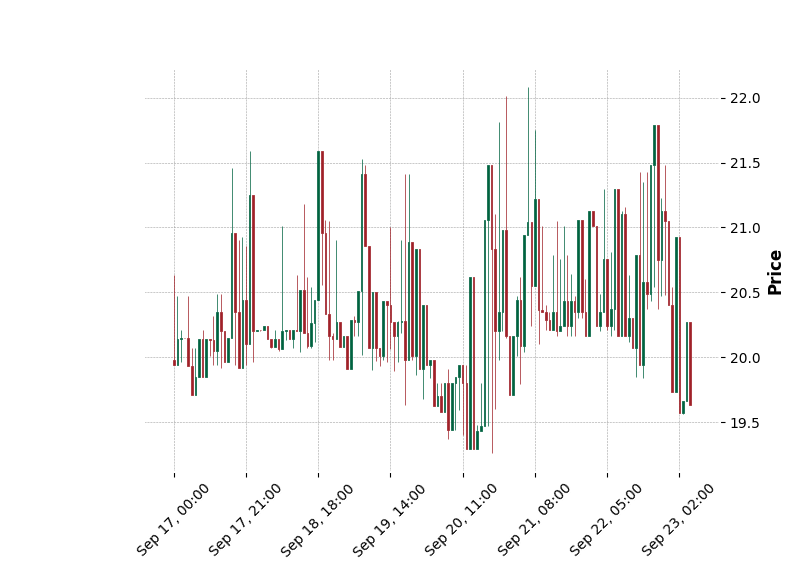 22.0
21.5
21.0
20.5
20.0
19.5
Price
Sep 17, 00:00
Sep 17, 21:00
Sep 18, 18:00
Sep 19, 14:00
Sep 20, 11:00
Sep 21, 08:00
Sep 22, 05:00
Sep 23, 02:00